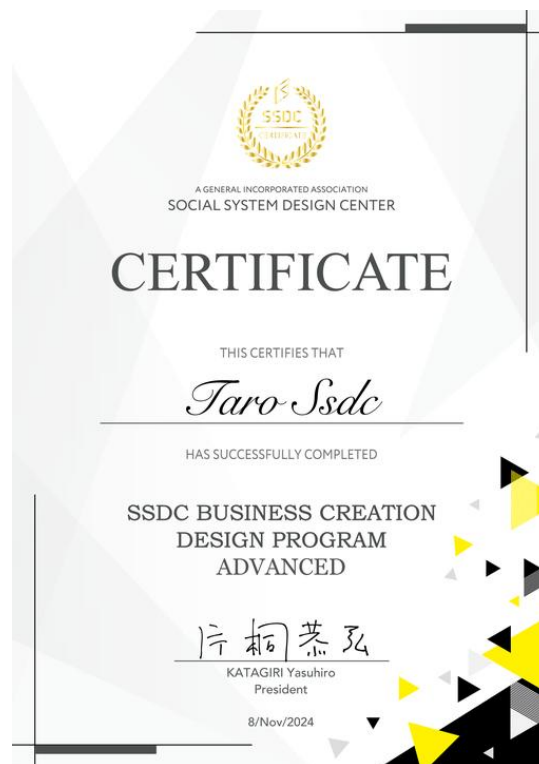 SSDC
CERTIFICATE
A GENERAL INCORPORATED ASSOCIATION
SOCIAL SYSTEM DESIGN CENTER
CERTIFICATE
THIS CERTIFIES THAT
Taro Ssdc
HAS SUCCESSFULLY COMPLETED
SSDC BUSINESS CREATION
DESIGN PROGRAM
ADVANCED
片桐恭弘
KATAGIRI Yasuhiro
President
8/Nov/2024